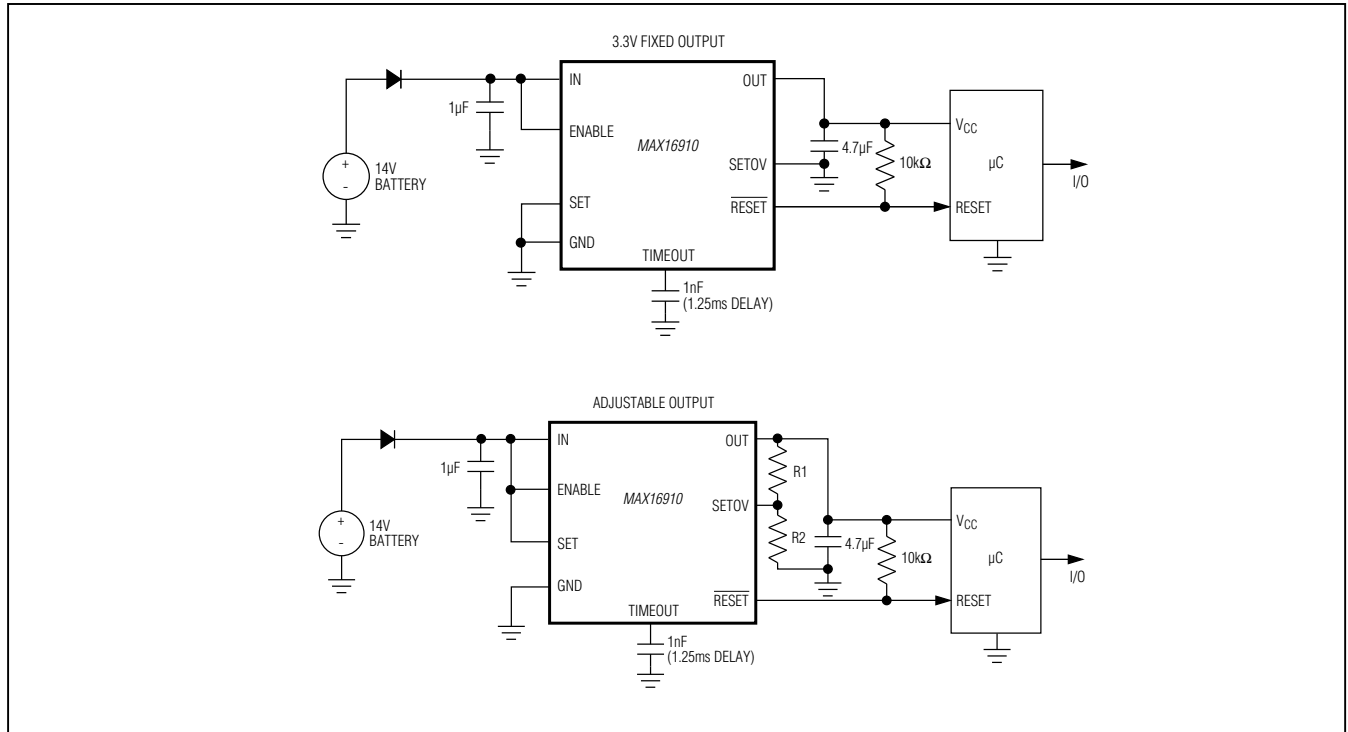 3.3V FIXED OUTPUT
IN
OUT
1µF
ENABLE
MAX16910
VCC
4.7µF
SETOV
10kΩ
µC
+
-
14V
BATTERY
I/O
SET
RESET
RESET
GND
TIMEOUT
1nF
(1.25ms DELAY)
ADJUSTABLE OUTPUT
IN
OUT
1µF
R1
ENABLE
MAX16910
SETOV
VCC
+
-
14V
BATTERY
SET
R2
4.7µF
10kΩ
µC
I/O
GND
RESET
RESET
TIMEOUT
1nF
(1.25ms DELAY)